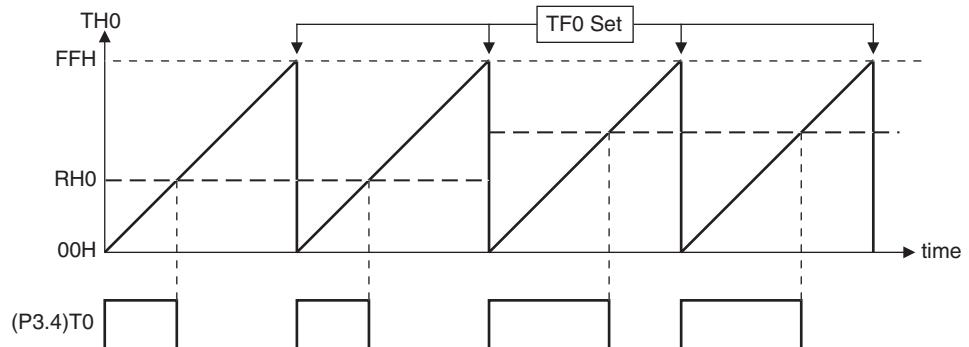 TH0
TF0 Set
FFH
RH0
00H
time
(P3.4)T0